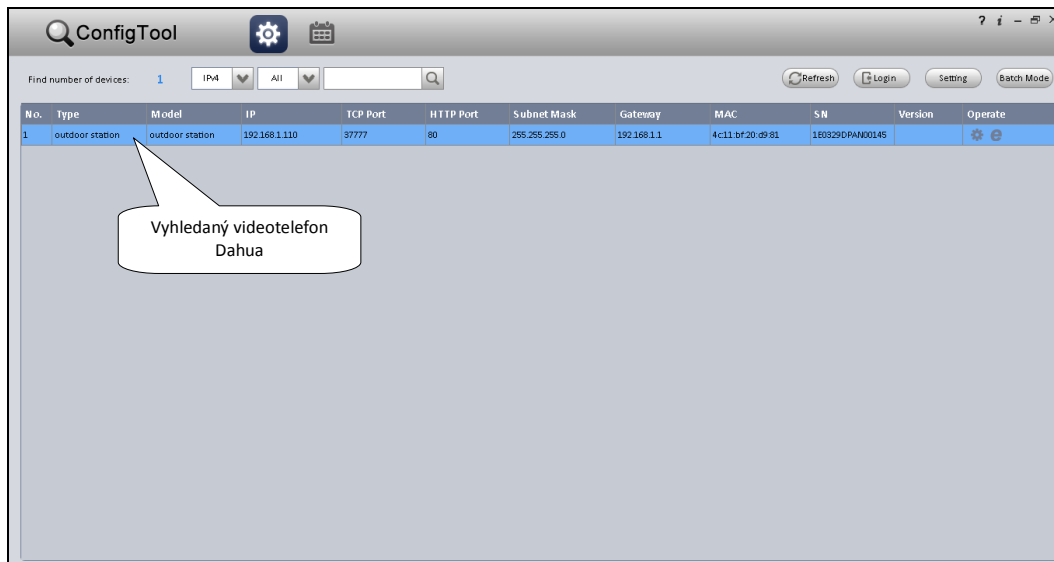 ConfigTool
? i
Find number of devices: 1 IPv4 All Refresh Login Setting Batch Mode
No. Type Model IP TCP Port HTTP Port Subnet Mask Gateway MAC SN Version Operate
1 outdoor station outdoor station 192.168.1.110 37777 80 255.255.255.0 192.168.1.1 4c:11:bf:20:d9:81 1E0329DPAN00145
Vyhledaný videotelefon
Dahua